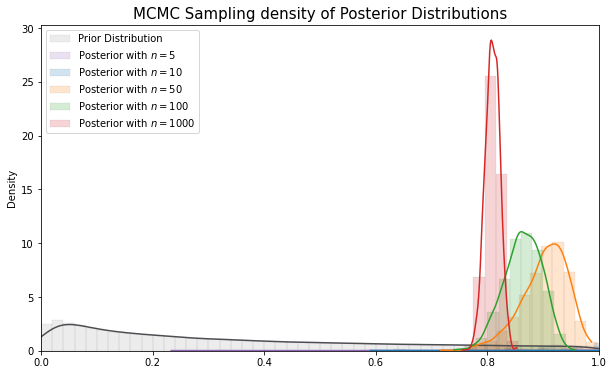 MCMC Sampling density of Posterior Distributions
30
25
20
15
10
5
0
Density
Prior Distribution
Posterior with n = 5
Posterior with n = 10
Posterior with n = 50
Posterior with n = 100
Posterior with n = 1000
0.0 0.2 0.4 0.6 0.8 1.0